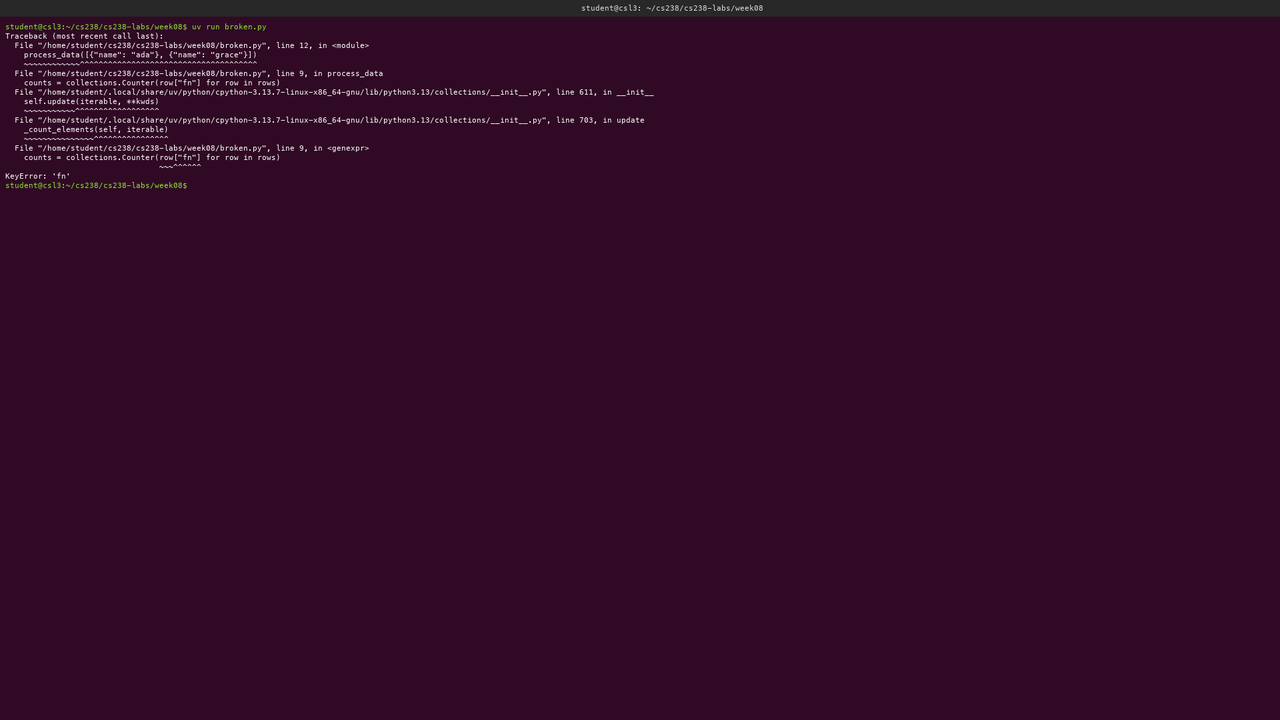 student@csl3: ~/cs238/cs238-labs/week08
student@csl3:~/cs238/cs238-labs/week08$ uv run broken.py
Traceback (most recent call last):
  File "/home/student/cs238/cs238-labs/week08/broken.py", line 12, in <module>
    process_data([{"name": "ada"}, {"name": "grace"}])
    ~~~~~~~~~~~~^^^^^^^^^^^^^^^^^^^^^^^^^^^^^^^^^^^^^^
  File "/home/student/cs238/cs238-labs/week08/broken.py", line 9, in process_data
    counts = collections.Counter(row["fn"] for row in rows)
  File "/home/student/.local/share/uv/python/cpython-3.13.7-linux-x86_64-gnu/lib/python3.13/collections/__init__.py", line 611, in __init__
    self.update(iterable, **kwds)
    ~~~~~~~~~~~^^^^^^^^^^^^^^^^^^
  File "/home/student/.local/share/uv/python/cpython-3.13.7-linux-x86_64-gnu/lib/python3.13/collections/__init__.py", line 703, in update
    _count_elements(self, iterable)
    ~~~~~~~~~~~~~~~^^^^^^^^^^^^^^^^
  File "/home/student/cs238/cs238-labs/week08/broken.py", line 9, in <genexpr>
    counts = collections.Counter(row["fn"] for row in rows)
                                 ~~~^^^^^^
KeyError: 'fn'
student@csl3:~/cs238/cs238-labs/week08$